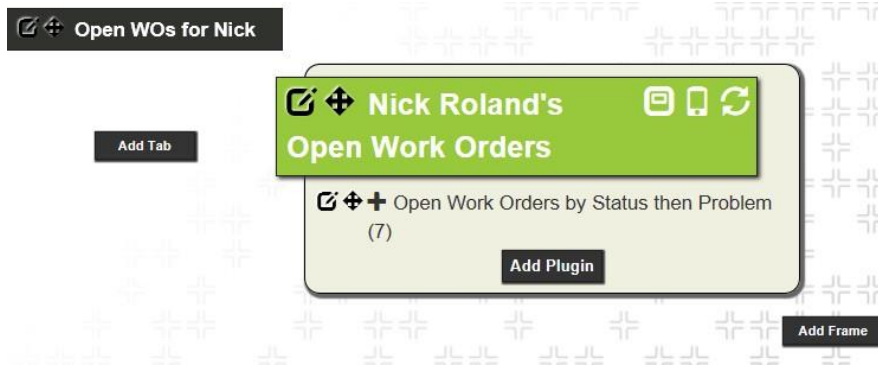 Open WOs for Nick
Nick Roland's
Open Work Orders
Add Tab
Open Work Orders by Status then Problem
(7)
Add Plugin
Add Frame